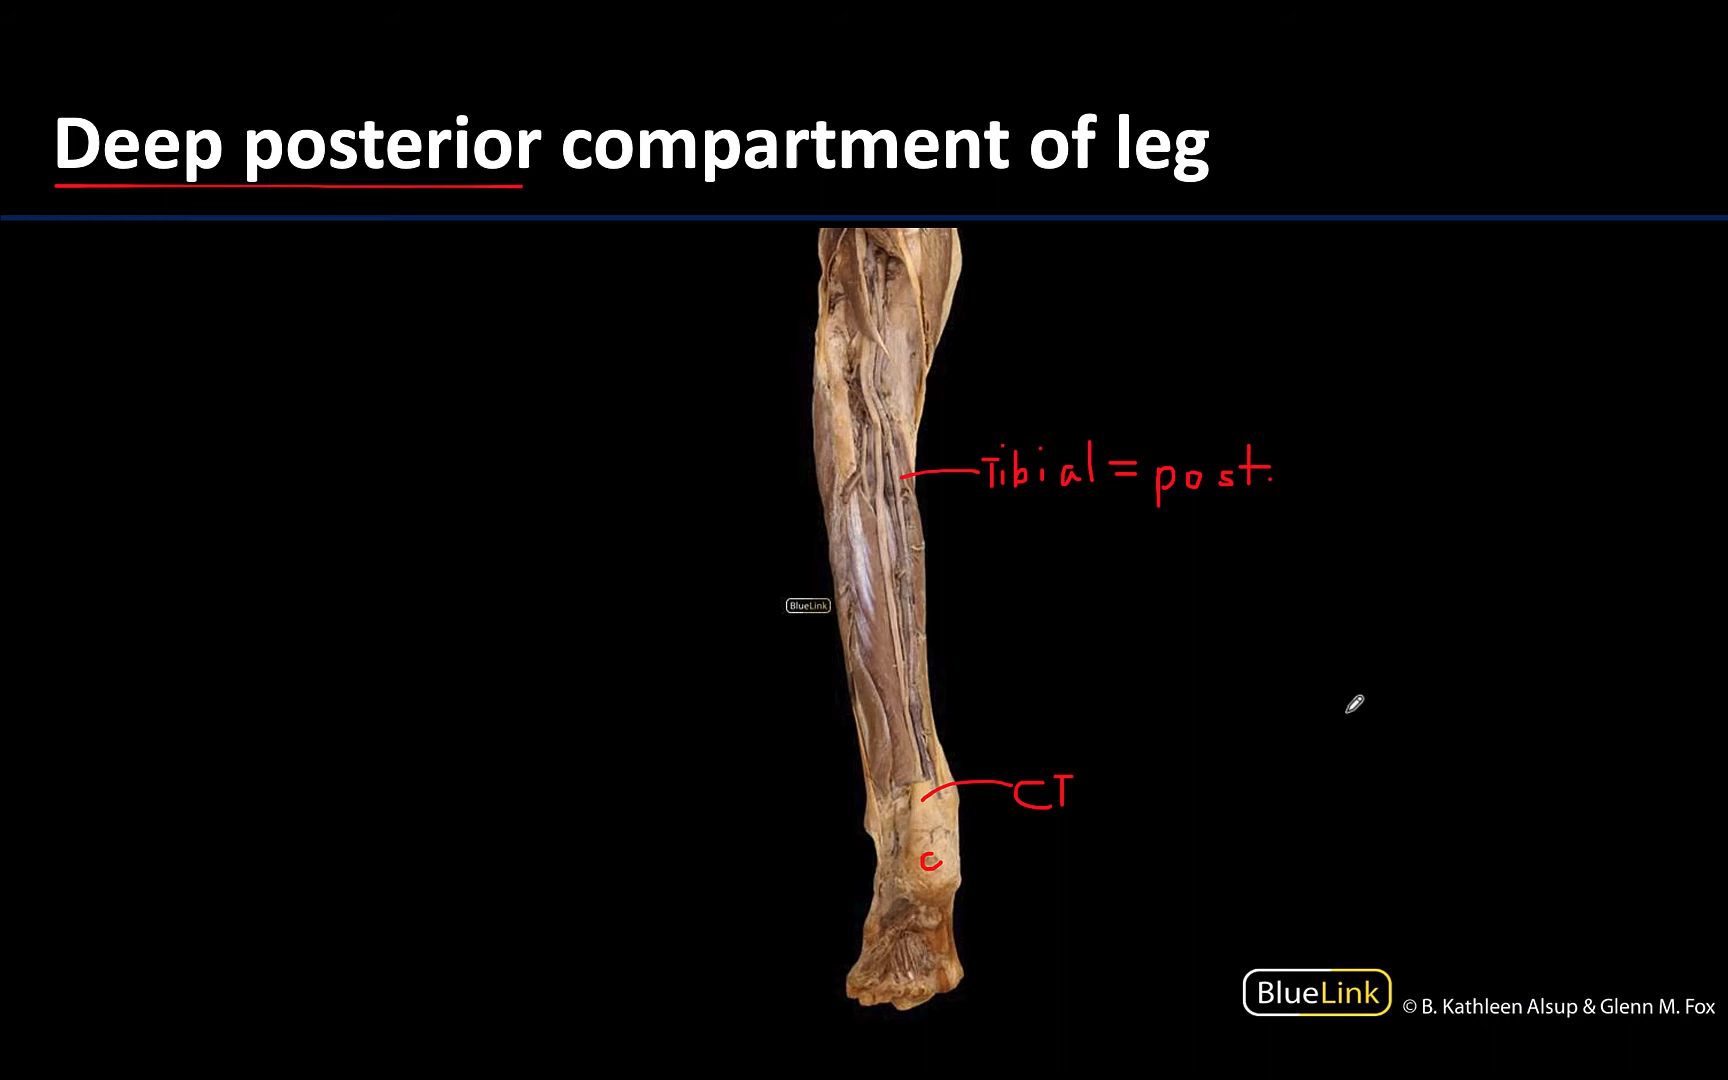 Deep posterior compartment of leg
Tibial = post.
BlueLink
CT
C
BlueLink
© B. Kathleen Alsup & Glenn M. Fox